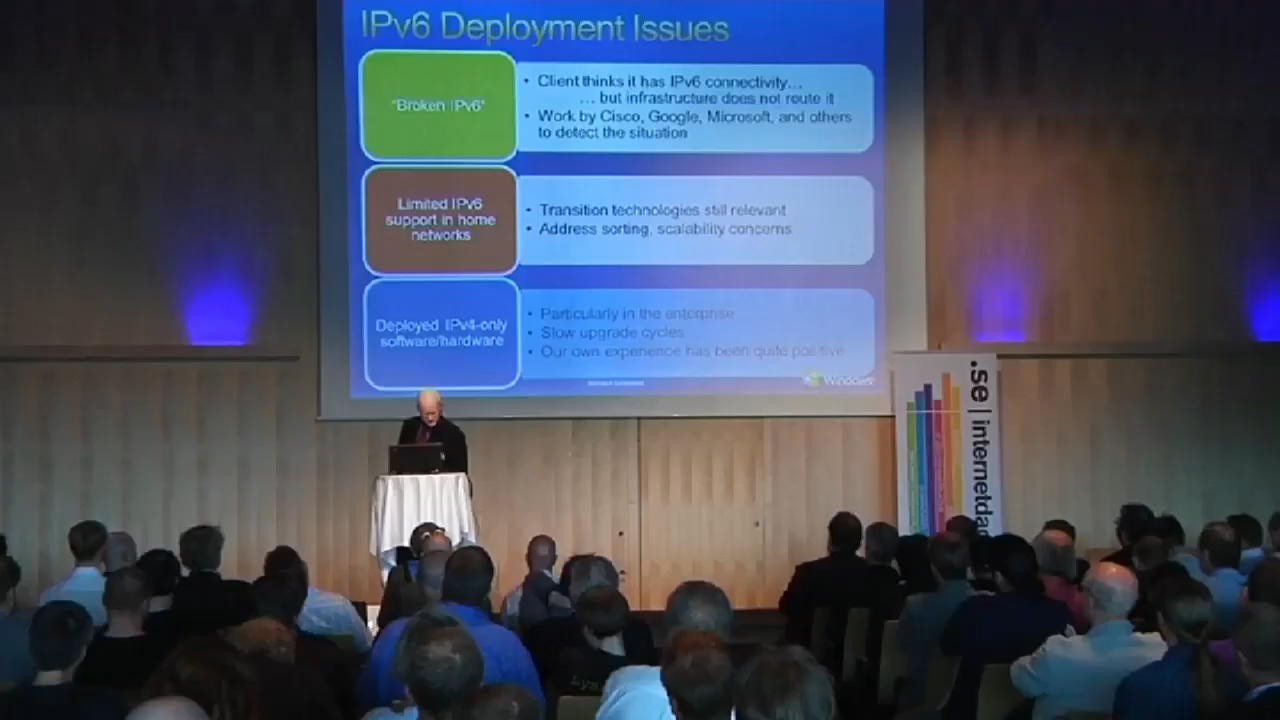 IPv6 Deployment Issues
"Broken IPv6"
• Client thinks it has IPv6 connectivity…
… but infrastructure does not route it
• Work by Cisco, Google, Microsoft, and others
to detect the situation
Limited IPv6
support in home
networks
• Transition technologies still relevant
• Address sorting, scalability concerns
Deployed IPv4-only
software/hardware
• Particularly in the enterprise
• Slow upgrade cycles
• Our own experience has been quite positive
Windows
.se | internetda